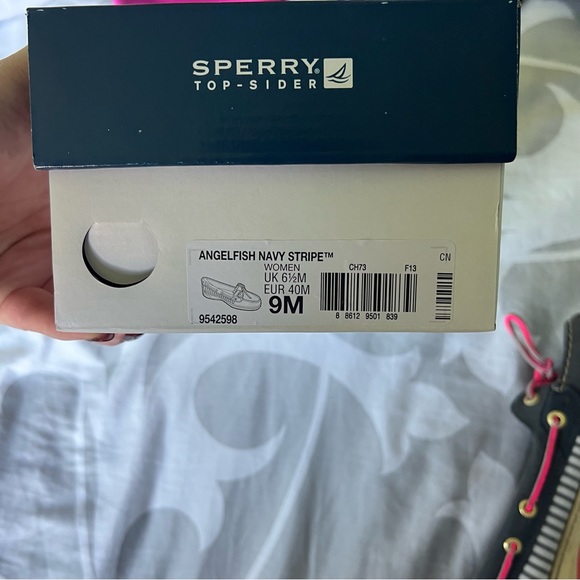 SPERRY®
TOP-SIDER
ANGELFISH NAVY STRIPE™
CN
WOMEN
CH73
F13
UK 6½M
EUR 40M
9M
9542598
8 8612 9501 839